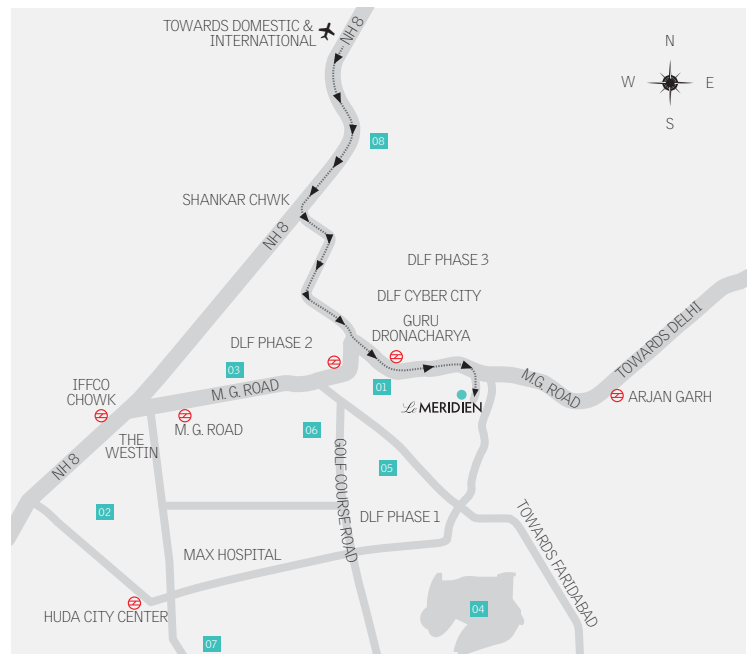 TOWARDS DOMESTIC &
INTERNATIONAL
NH 8
N
W
E
S
08
SHANKAR CHWK
NH 8
DLF PHASE 3
DLF CYBER CITY
GURU
DRONACHARYA
DLF PHASE 2
TOWARDS DELHI
03
IFFCO
CHOWK
M. G. ROAD
01
M.G. ROAD
ARJAN GARH
Le MERIDIEN
M. G. ROAD
THE
WESTIN
06
NH 8
GOLF COURSE ROAD
05
02
DLF PHASE 1
TOWARDS FARIDABAD
MAX HOSPITAL
HUDA CITY CENTER
04
07